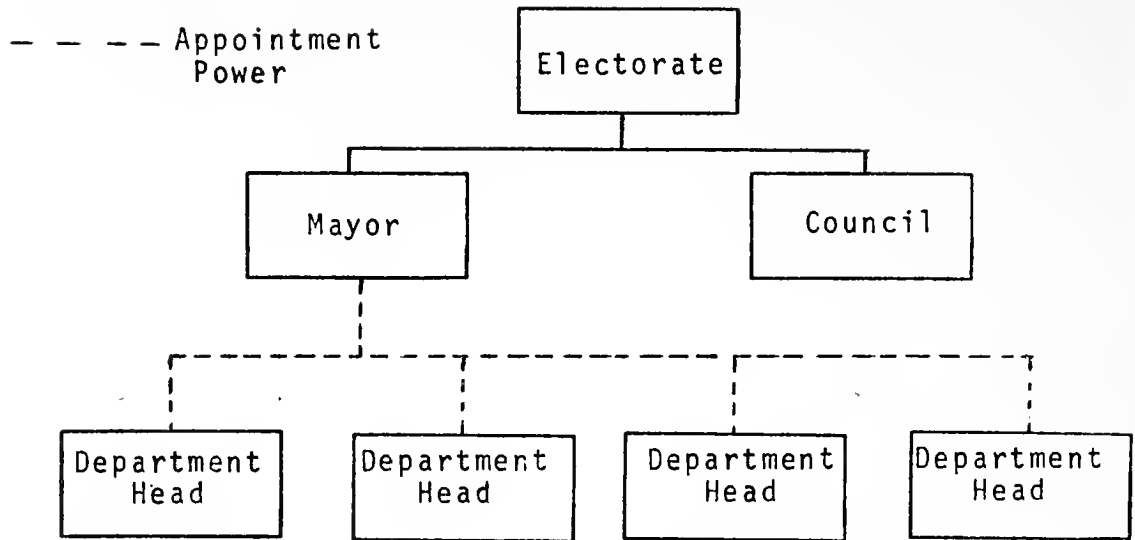 Appointment
Power
Electorate
Mayor
Council
Department
Head
Department
Head
Department
Head
Department
Head